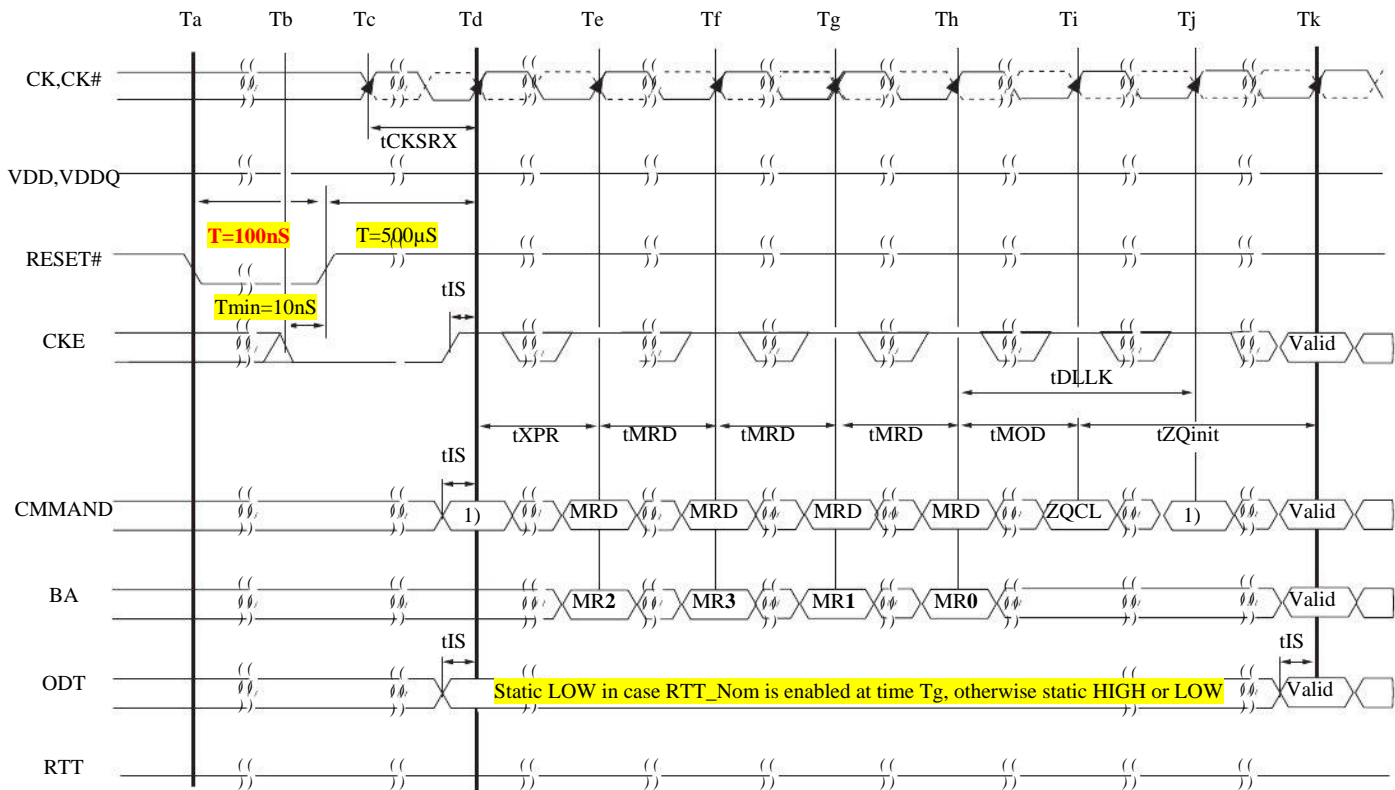 Ta Tb Tc Td Te Tf Tg Th Ti Tj Tk
CK,CK#
tCKSRX
VDD,VDDQ
T=100nS T=500µS
RESET#
Tmin=10nS tIS
CKE Valid
tDLLK
tXPR tMRD tMRD tMRD tMOD tZQinit
tIS
CMMAND 1) MRD MRD MRD MRD ZQCL 1) Valid
BA MR2 MR3 MR1 MR0 Valid
tIS tIS
ODT Static LOW in case RTT_Nom is enabled at time Tg, otherwise static HIGH or LOW Valid
RTT